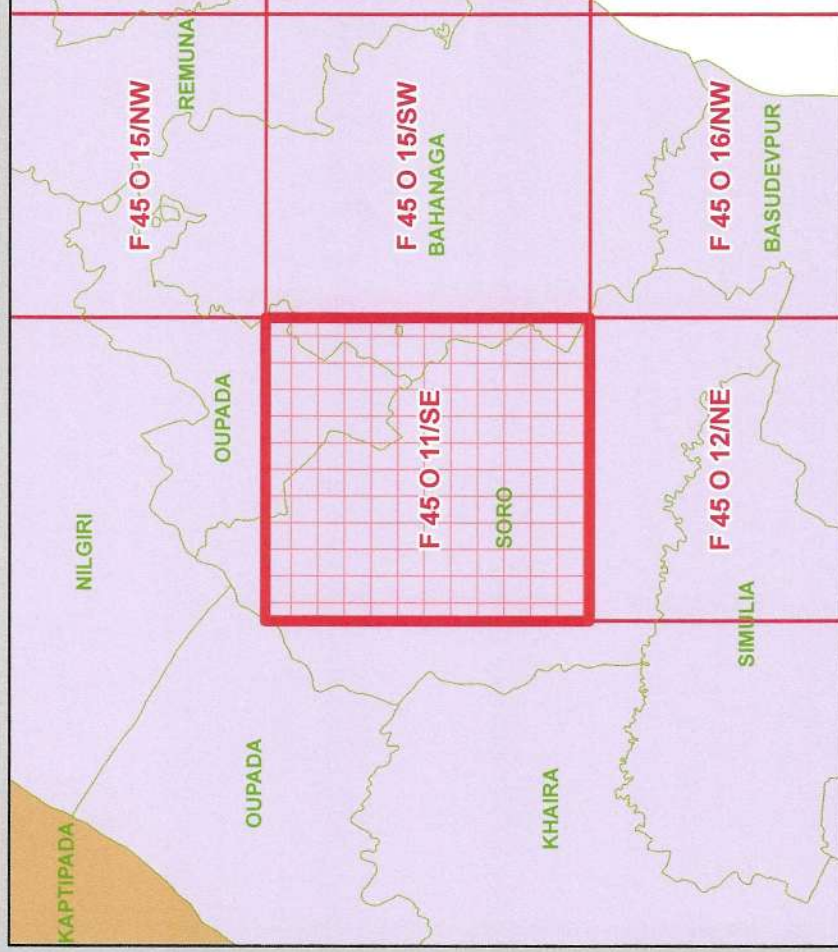 KAPTIPADA
NILGIRI
F 45 O 15/NW
REMUNA
OUPADA
OUPADA
F 45 O 15/SW
BAHANAGA
F 45 O 11/SE
SORO
KHAIRA
F 45 O 12/NE
F 45 O 16/NW
SIMULIA
BASUDEVPUR